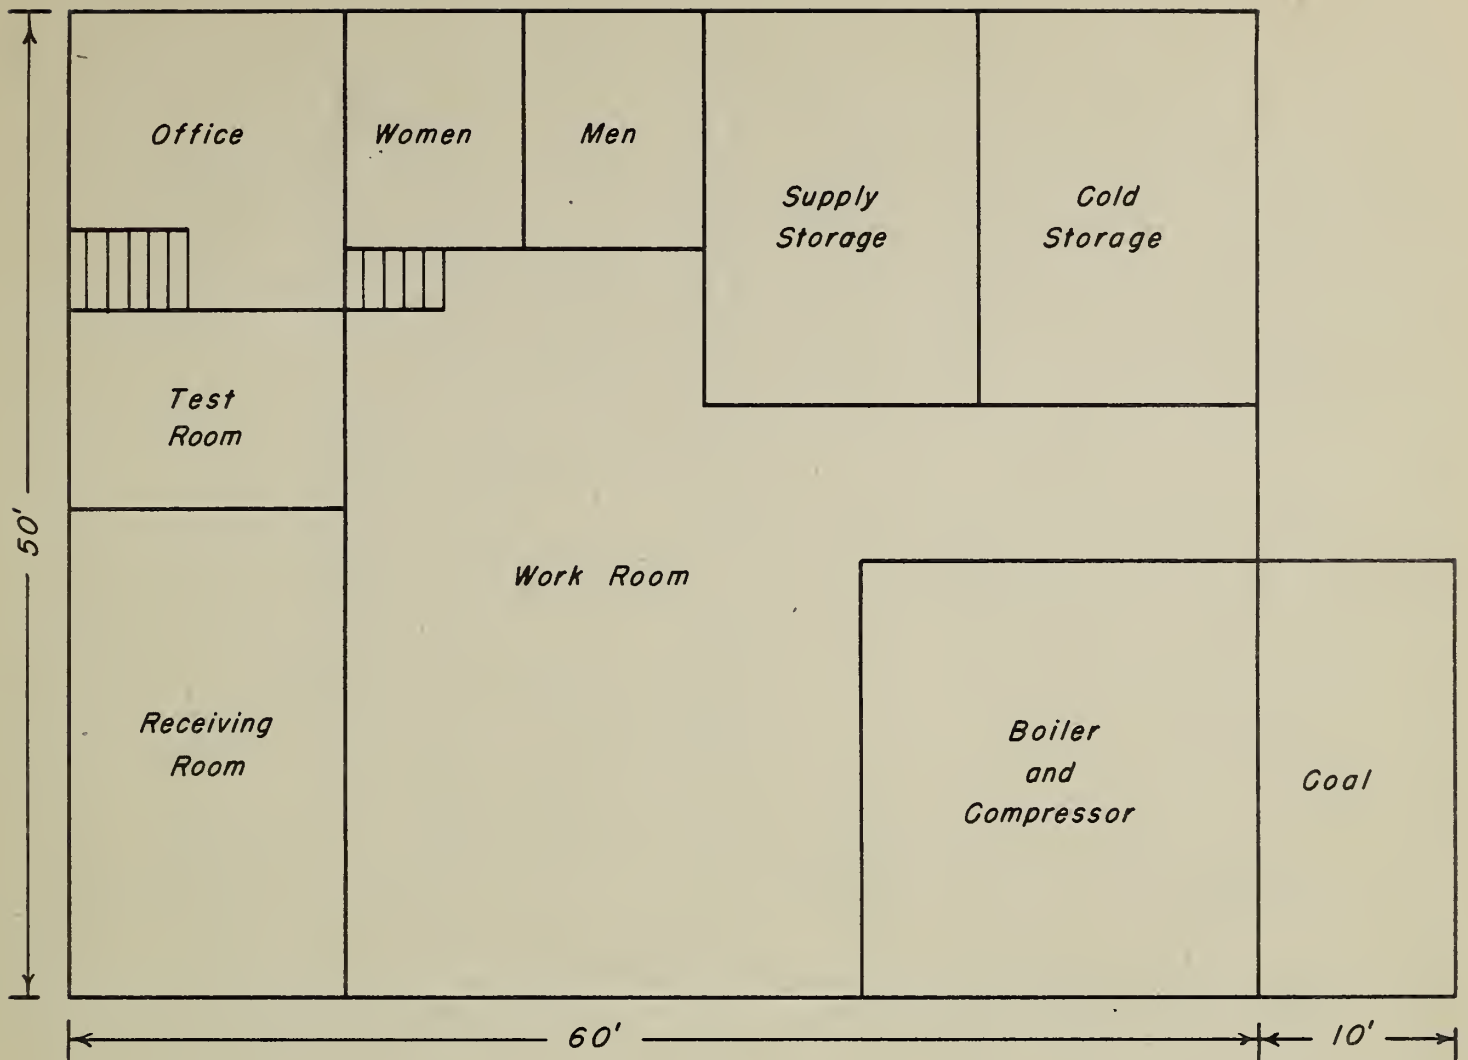 Office
Women
Men
Supply
Storage
Cold
Storage
Test
Room
50'
Work Room
Receiving
Room
Boiler
and
Compressor
Coal
60'
10'